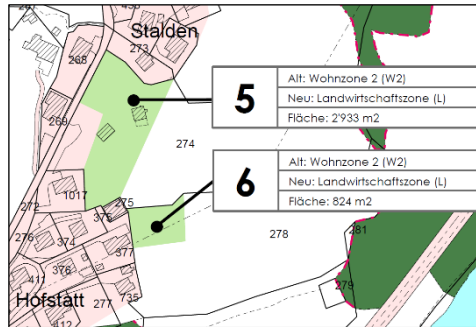 Stalden
273
268
5
Alt: Wohnzone 2 (W2)
Neu: Landwirtschaftszone (L)
Fläche: 2'933 m2
269
274
6
Alt: Wohnzone 2 (W2)
Neu: Landwirtschaftszone (L)
Fläche: 824 m2
272
1017
275
375
276
374
377
278
281
376
411
279
Hofstatt
277
735
412